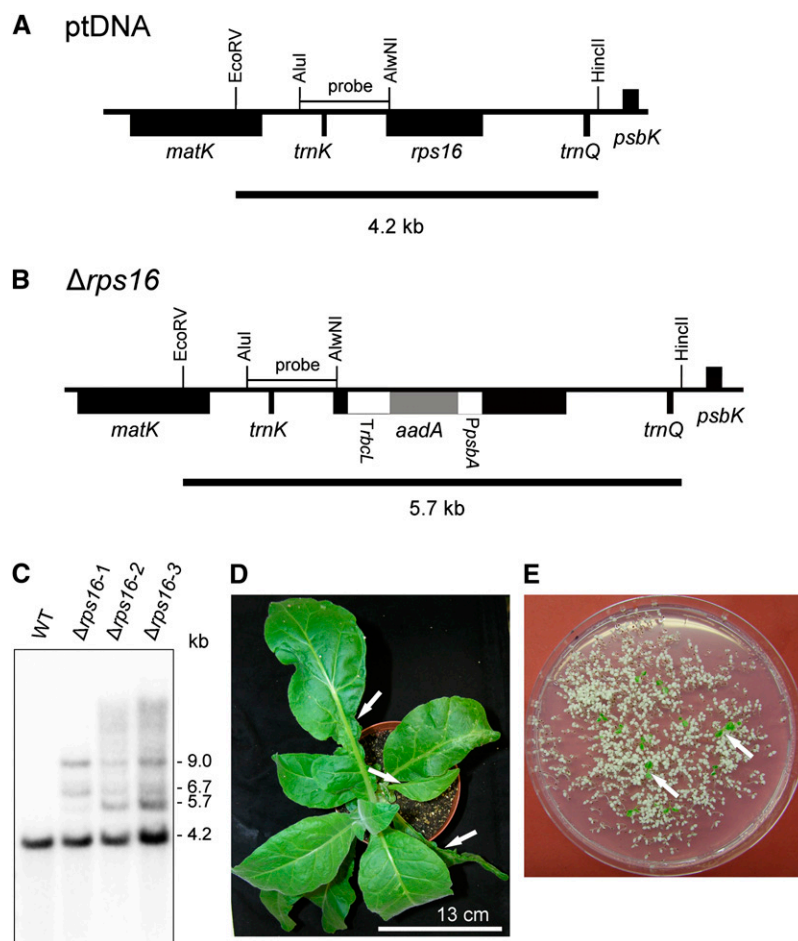 A ptDNA
EcoRV AluI AlwNI HincII
probe
matK trnK rps16 trnQ psbK
4.2 kb
B Δrps16
EcoRV AluI AlwNI HincII
probe
matK trnK TrbcL aadA PpsbA trnQ psbK
5.7 kb
C
WT Δrps16-1 Δrps16-2 Δrps16-3 kb
- 9.0
- 6.7
- 5.7
- 4.2
D
13 cm
E